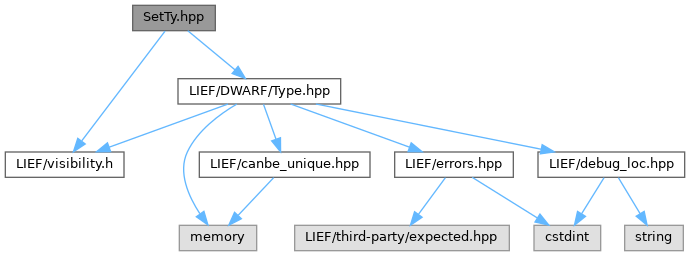 SetTy.hpp
LIEF/DWARF/Type.hpp
LIEF/visibility.h
LIEF/canbe_unique.hpp
LIEF/errors.hpp
LIEF/debug_loc.hpp
memory
LIEF/third-party/expected.hpp
cstdint
string